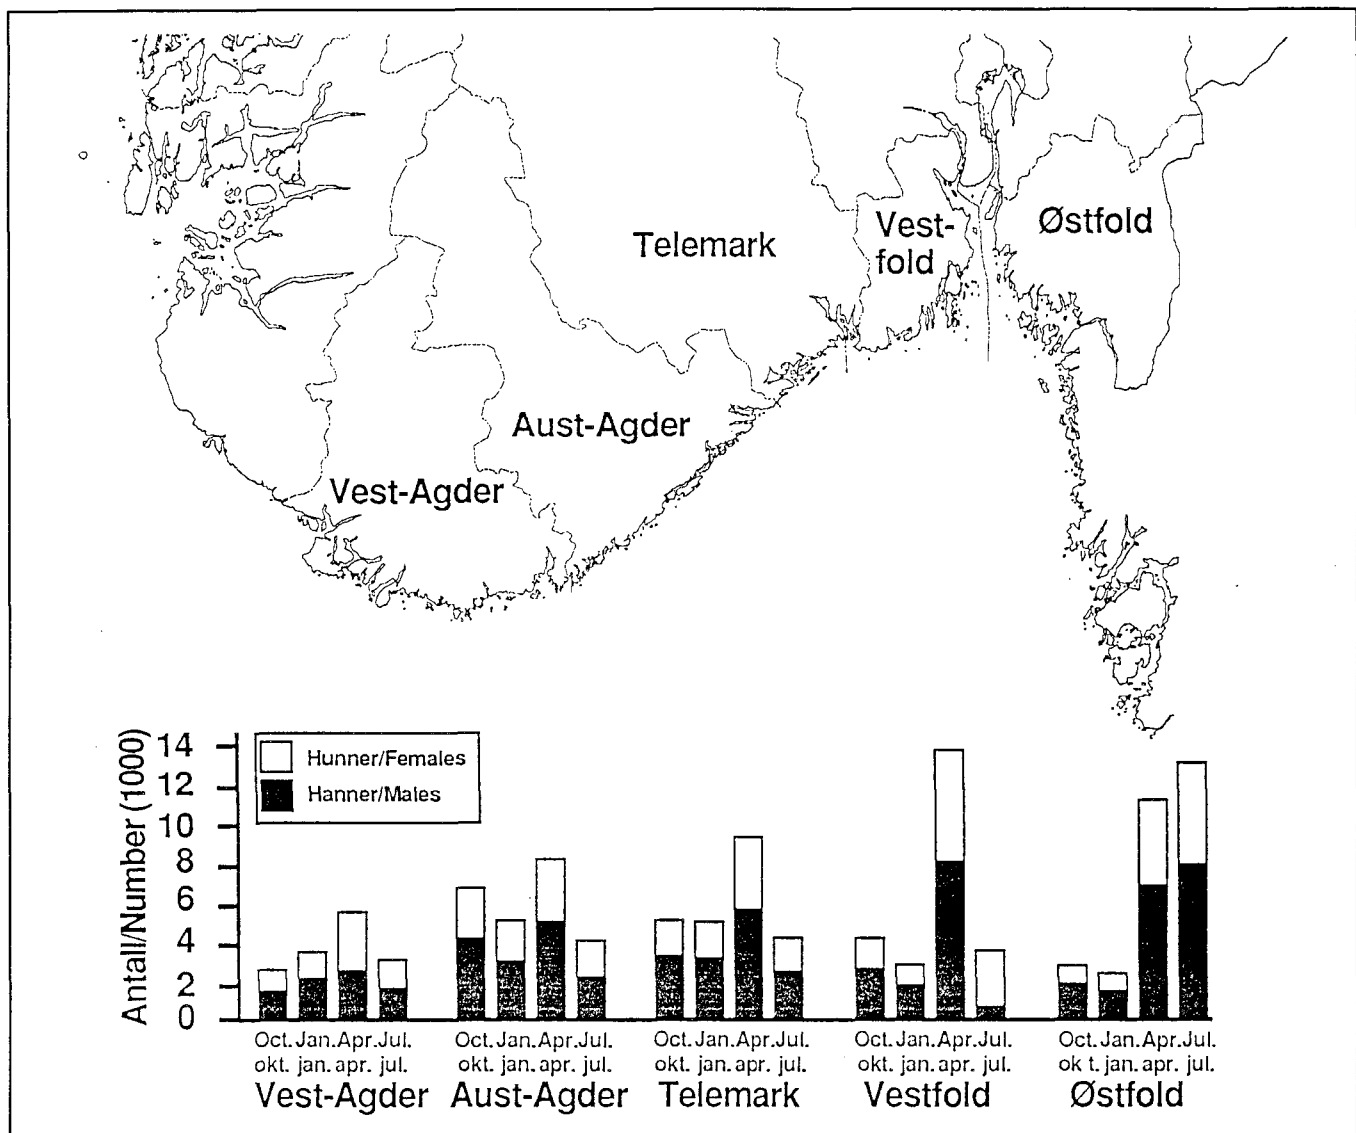 Telemark
Vest-
fold
Østfold
Aust-Agder
Vest-Agder
Antall/Number (1000)
14
12
10
8
6
4
2
0
Hunner/Females
Hanner/Males
Oct. Jan. Apr. Jul. Oct. Jan. Apr. Jul. Oct. Jan. Apr. Jul. Oct. Jan. Apr. Jul. Oct. Jan. Apr. Jul.
okt. jan. apr. jul. okt. jan. apr. jul. okt. jan. apr. jul. okt. jan. apr. jul. ok t. jan. apr. jul.
Vest-Agder Aust-Agder Telemark Vestfold Østfold